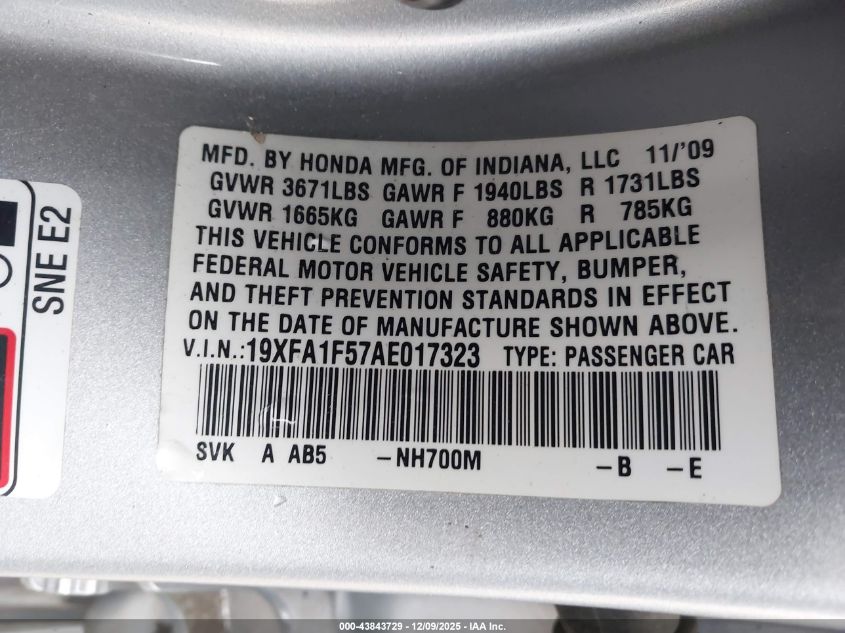 MFD. BY HONDA MFG. OF INDIANA, LLC 11/'09
GVWR 3671LBS GAWR F 1940LBS R 1731LBS
GVWR 1665KG GAWR F 880KG R 785KG
THIS VEHICLE CONFORMS TO ALL APPLICABLE
FEDERAL MOTOR VEHICLE SAFETY, BUMPER,
AND THEFT PREVENTION STANDARDS IN EFFECT
ON THE DATE OF MANUFACTURE SHOWN ABOVE.
V.I.N.:19XFA1F57AE017323 TYPE: PASSENGER CAR
SVK A AB5 -NH700M -B -E
SNE E2
000-43843729 - 12/09/2025 - IAA Inc.